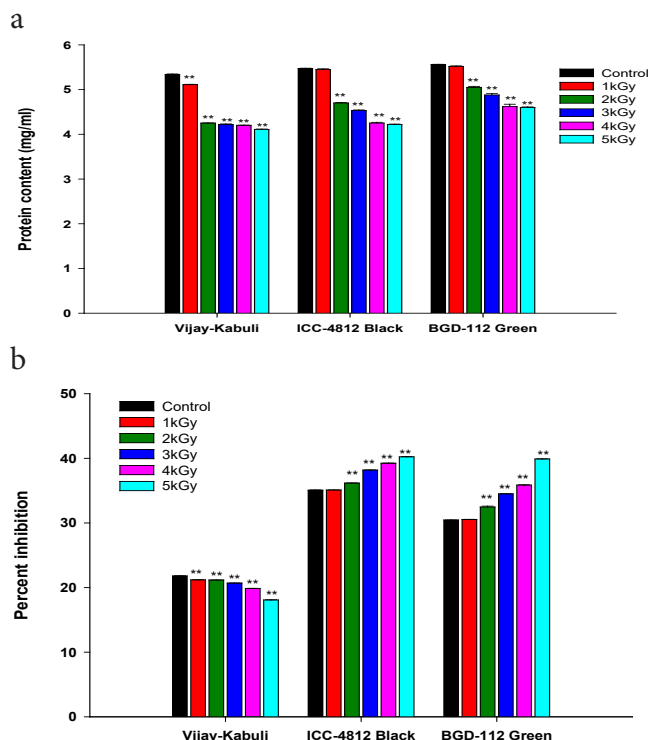 a
Protein content (mg/ml)
6
5
4
3
2
1
0
**
** ** ** **
** ** ** **
** ** ** **
Control
1kGy
2kGy
3kGy
4kGy
5kGy
Vijay-Kabuli ICC-4812 Black BGD-112 Green
b
Percent inhibition
50
40
30
20
10
0
Control
1kGy
2kGy
3kGy
4kGy
5kGy
** ** ** ** **
** ** ** **
** ** ** **
Vijay-Kabuli ICC-4812 Black BGD-112 Green